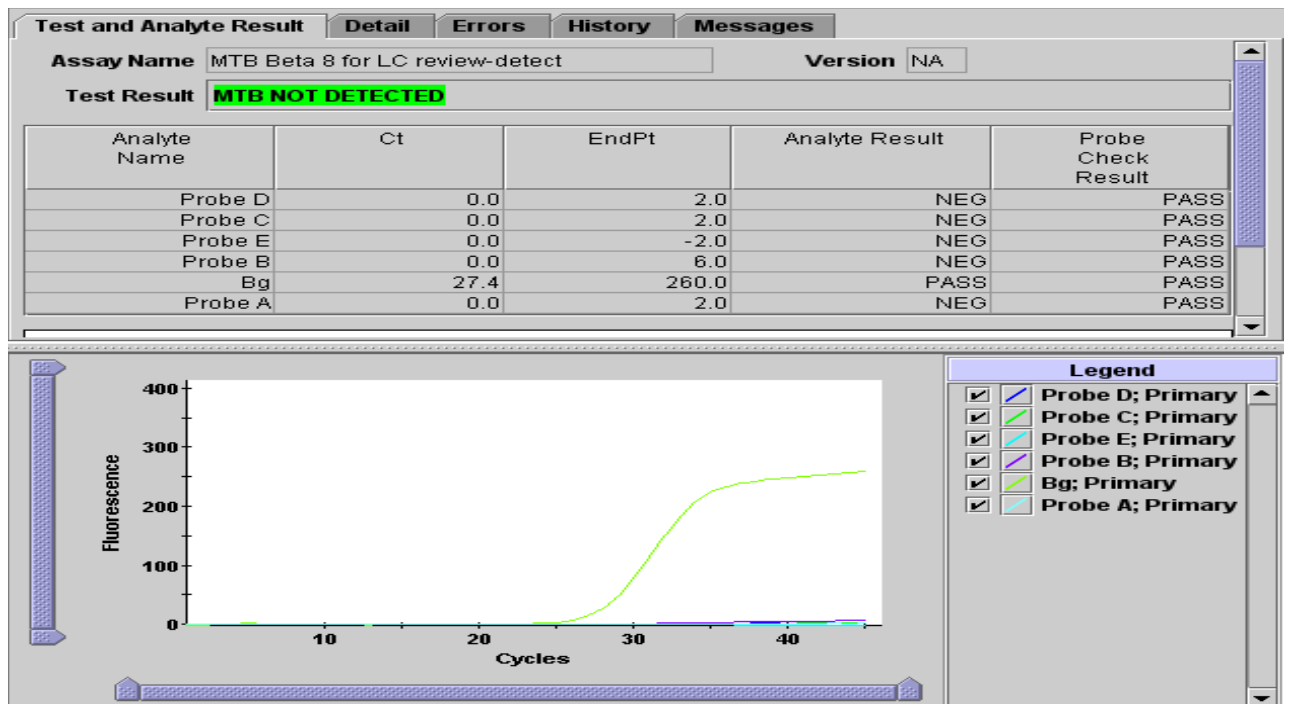 Test and Analyte Result Detail Errors History Messages
Assay Name MTB Beta 8 for LC review-detect Version NA
Test Result MTB NOT DETECTED
Analyte Name Ct EndPt Analyte Result Probe Check Result
Probe D 0.0 2.0 NEG PASS
Probe C 0.0 2.0 NEG PASS
Probe E 0.0 -2.0 NEG PASS
Probe B 0.0 6.0 NEG PASS
Bg 27.4 260.0 PASS PASS
Probe A 0.0 2.0 NEG PASS
400
300
200
100
0
Fluorescence
10 20 30 40
Cycles
Legend
Probe D; Primary
Probe C; Primary
Probe E; Primary
Probe B; Primary
Bg; Primary
Probe A; Primary